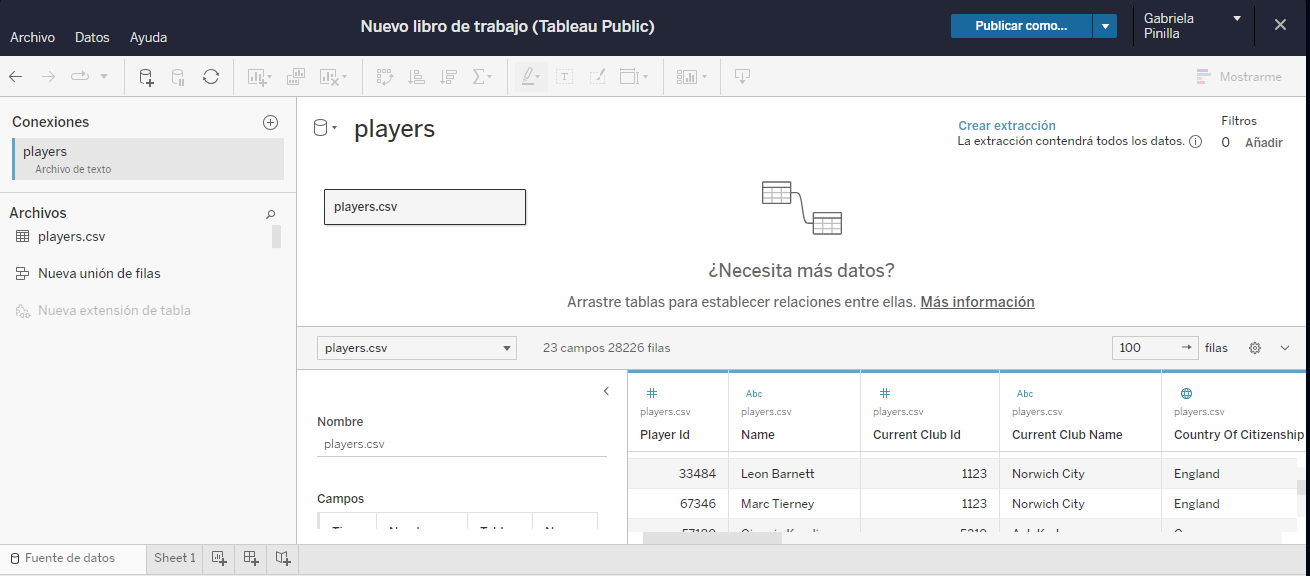 Nuevo libro de trabajo (Tableau Public)
Publicar como...
Gabriela
Pinilla
Archivo Datos Ayuda
Mostrarme
Conexiones
players
Archivo de texto
Archivos
players.csv
Nueva unión de filas
Nueva extensión de tabla
players
Crear extracción
La extracción contendrá todos los datos.
Filtros
0 Añadir
players.csv
¿Necesita más datos?
Arrastre tablas para establecer relaciones entre ellas. Más información
players.csv 23 campos 28226 filas 100 filas
Nombre
players.csv
Campos
# Abc # Abc
players.csv players.csv players.csv players.csv players.csv
Player Id Name Current Club Id Current Club Name Country Of Citizenship
33484 Leon Barnett 1123 Norwich City England
67346 Marc Tierney 1123 Norwich City England
Fuente de datos Sheet 1